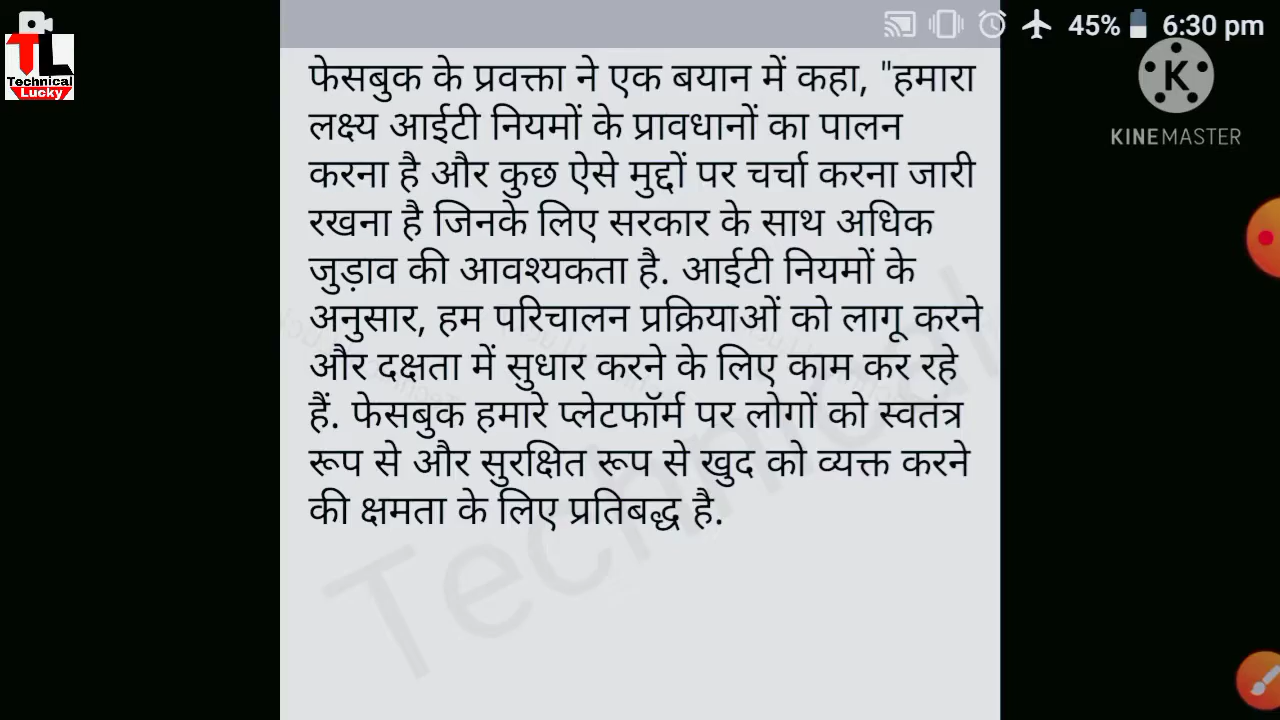 45% 6:30 pm
TL
Technical
Lucky
K
KINEMASTER
फेसबुक के प्रवक्ता ने एक बयान में कहा, "हमारा
लक्ष्य आईटी नियमों के प्रावधानों का पालन
करना है और कुछ ऐसे मुद्दों पर चर्चा करना जारी
रखना है जिनके लिए सरकार के साथ अधिक
जुड़ाव की आवश्यकता है. आईटी नियमों के
अनुसार, हम परिचालन प्रक्रियाओं को लागू करने
और दक्षता में सुधार करने के लिए काम कर रहे
हैं. फेसबुक हमारे प्लेटफॉर्म पर लोगों को स्वतंत्र
रूप से और सुरक्षित रूप से खुद को व्यक्त करने
की क्षमता के लिए प्रतिबद्ध है.
Technical